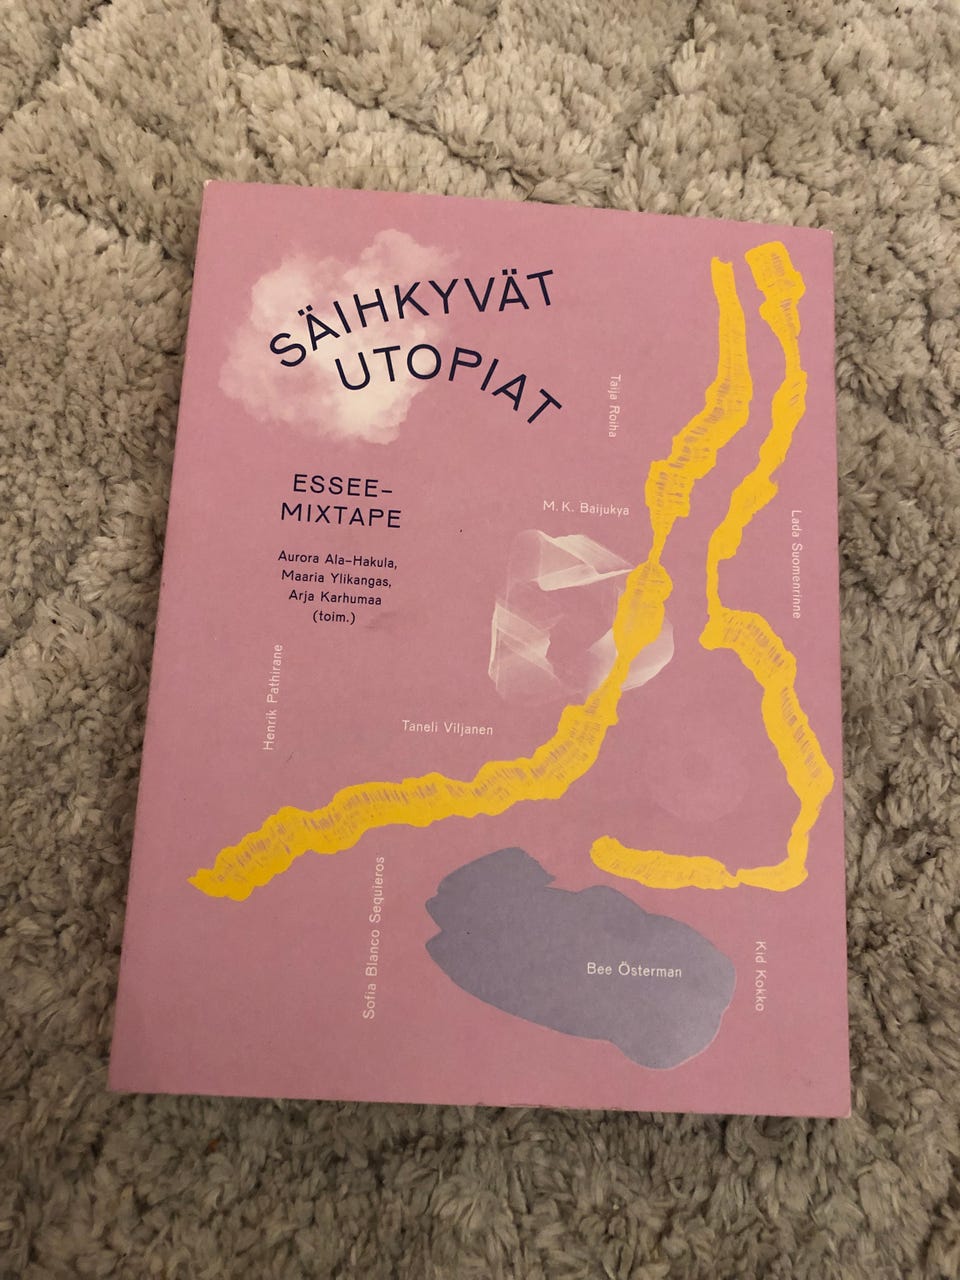 SÄIHKYVÄT
UTOPIAT
ESSEE-
MIXTAPE
Aurora Ala-Hakula,
Maaria Ylikangas,
Arja Karhumaa
(toim.)
Taija Roiha
M.K. Baijukya
Lada Suomenrinne
Henrik Pathirane
Taneli Viljanen
Sofia Blanco Sequieros
Bee Österman
Kid Kokko